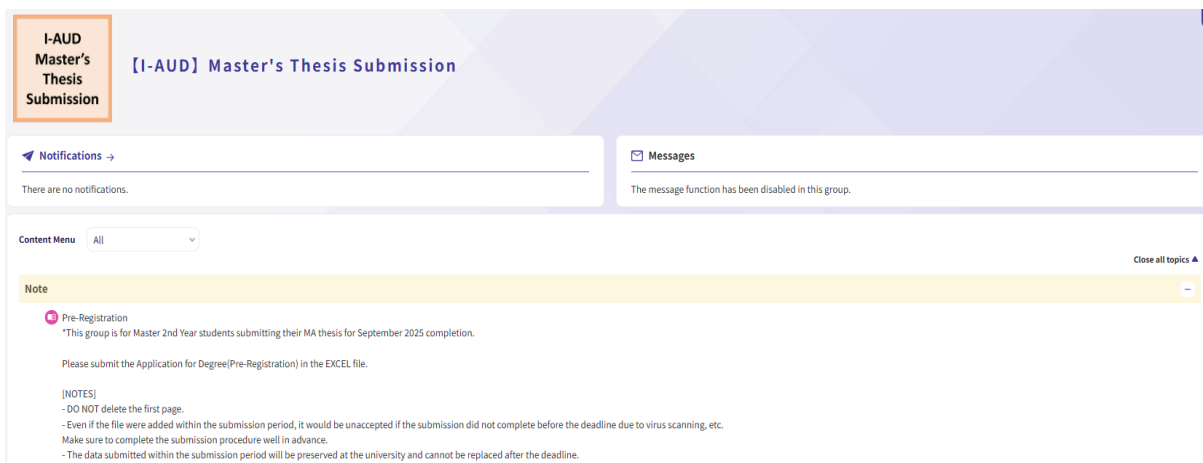 I-AUD
Master's
Thesis
Submission
【I-AUD】Master's Thesis Submission
Notifications →
There are no notifications.
Messages
The message function has been disabled in this group.
Content Menu All
Close all topics ▲
Note
Pre-Registration
*This group is for Master 2nd Year students submitting their MA thesis for September 2025 completion.
Please submit the Application for Degree(Pre-Registration) in the EXCEL file.
[NOTES]
- DO NOT delete the first page.
- Even if the file were added within the submission period, it would be unaccepted if the submission did not complete before the deadline due to virus scanning, etc.
Make sure to complete the submission procedure well in advance.
- The data submitted within the submission period will be preserved at the university and cannot be replaced after the deadline.